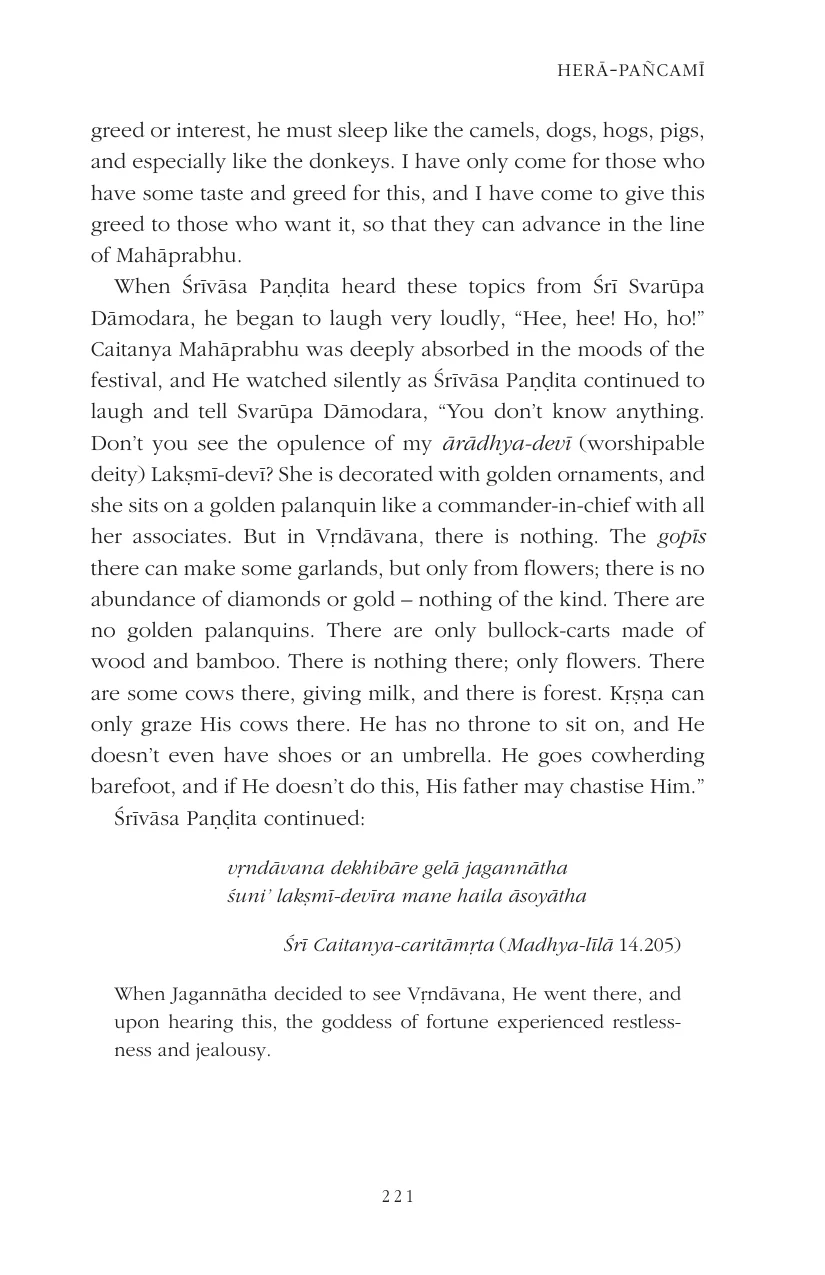 HERĀ-PAÑCAMĪ
greed or interest, he must sleep like the camels, dogs, hogs, pigs,
and especially like the donkeys. I have only come for those who
have some taste and greed for this, and I have come to give this
greed to those who want it, so that they can advance in the line
of Mahāprabhu.
When Śrīvāsa Paṇḍita heard these topics from Śrī Svarūpa
Dāmodara, he began to laugh very loudly, “Hee, hee! Ho, ho!”
Caitanya Mahāprabhu was deeply absorbed in the moods of the
festival, and He watched silently as Śrīvāsa Paṇḍita continued to
laugh and tell Svarūpa Dāmodara, “You don’t know anything.
Don’t you see the opulence of my ārādhya-devī (worshipable
deity) Lakṣmī-devī? She is decorated with golden ornaments, and
she sits on a golden palanquin like a commander-in-chief with all
her associates. But in Vṛndāvana, there is nothing. The gopīs
there can make some garlands, but only from flowers; there is no
abundance of diamonds or gold – nothing of the kind. There are
no golden palanquins. There are only bullock-carts made of
wood and bamboo. There is nothing there; only flowers. There
are some cows there, giving milk, and there is forest. Kṛṣṇa can
only graze His cows there. He has no throne to sit on, and He
doesn’t even have shoes or an umbrella. He goes cowherding
barefoot, and if He doesn’t do this, His father may chastise Him.”
Śrīvāsa Paṇḍita continued:
vṛndāvana dekhibāre gelā jagannātha
śuni’ lakṣmī-devīra mane haila āsoyātha
Śrī Caitanya-caritāmṛta (Madhya-līlā 14.205)
When Jagannātha decided to see Vṛndāvana, He went there, and
upon hearing this, the goddess of fortune experienced restless-
ness and jealousy.
221